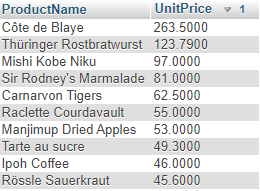 ProductName UnitPrice 1
Côte de Blaye 263.5000
Thüringer Rostbratwurst 123.7900
Mishi Kobe Niku 97.0000
Sir Rodney's Marmalade 81.0000
Carnarvon Tigers 62.5000
Raclette Courdavault 55.0000
Manjimup Dried Apples 53.0000
Tarte au sucre 49.3000
Ipoh Coffee 46.0000
Rössle Sauerkraut 45.6000